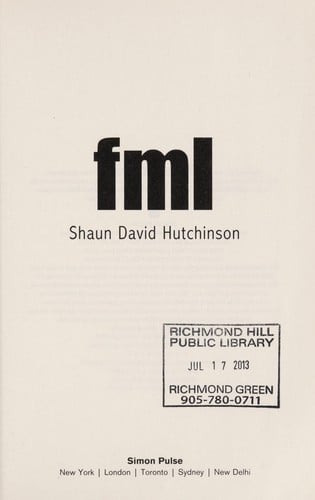 fml
Shaun David Hutchinson
RICHMOND HILL
PUBLIC LIBRARY
JUL 17 2013
RICHMOND GREEN
905-780-0711
Simon Pulse
New York | London | Toronto | Sydney | New Delhi